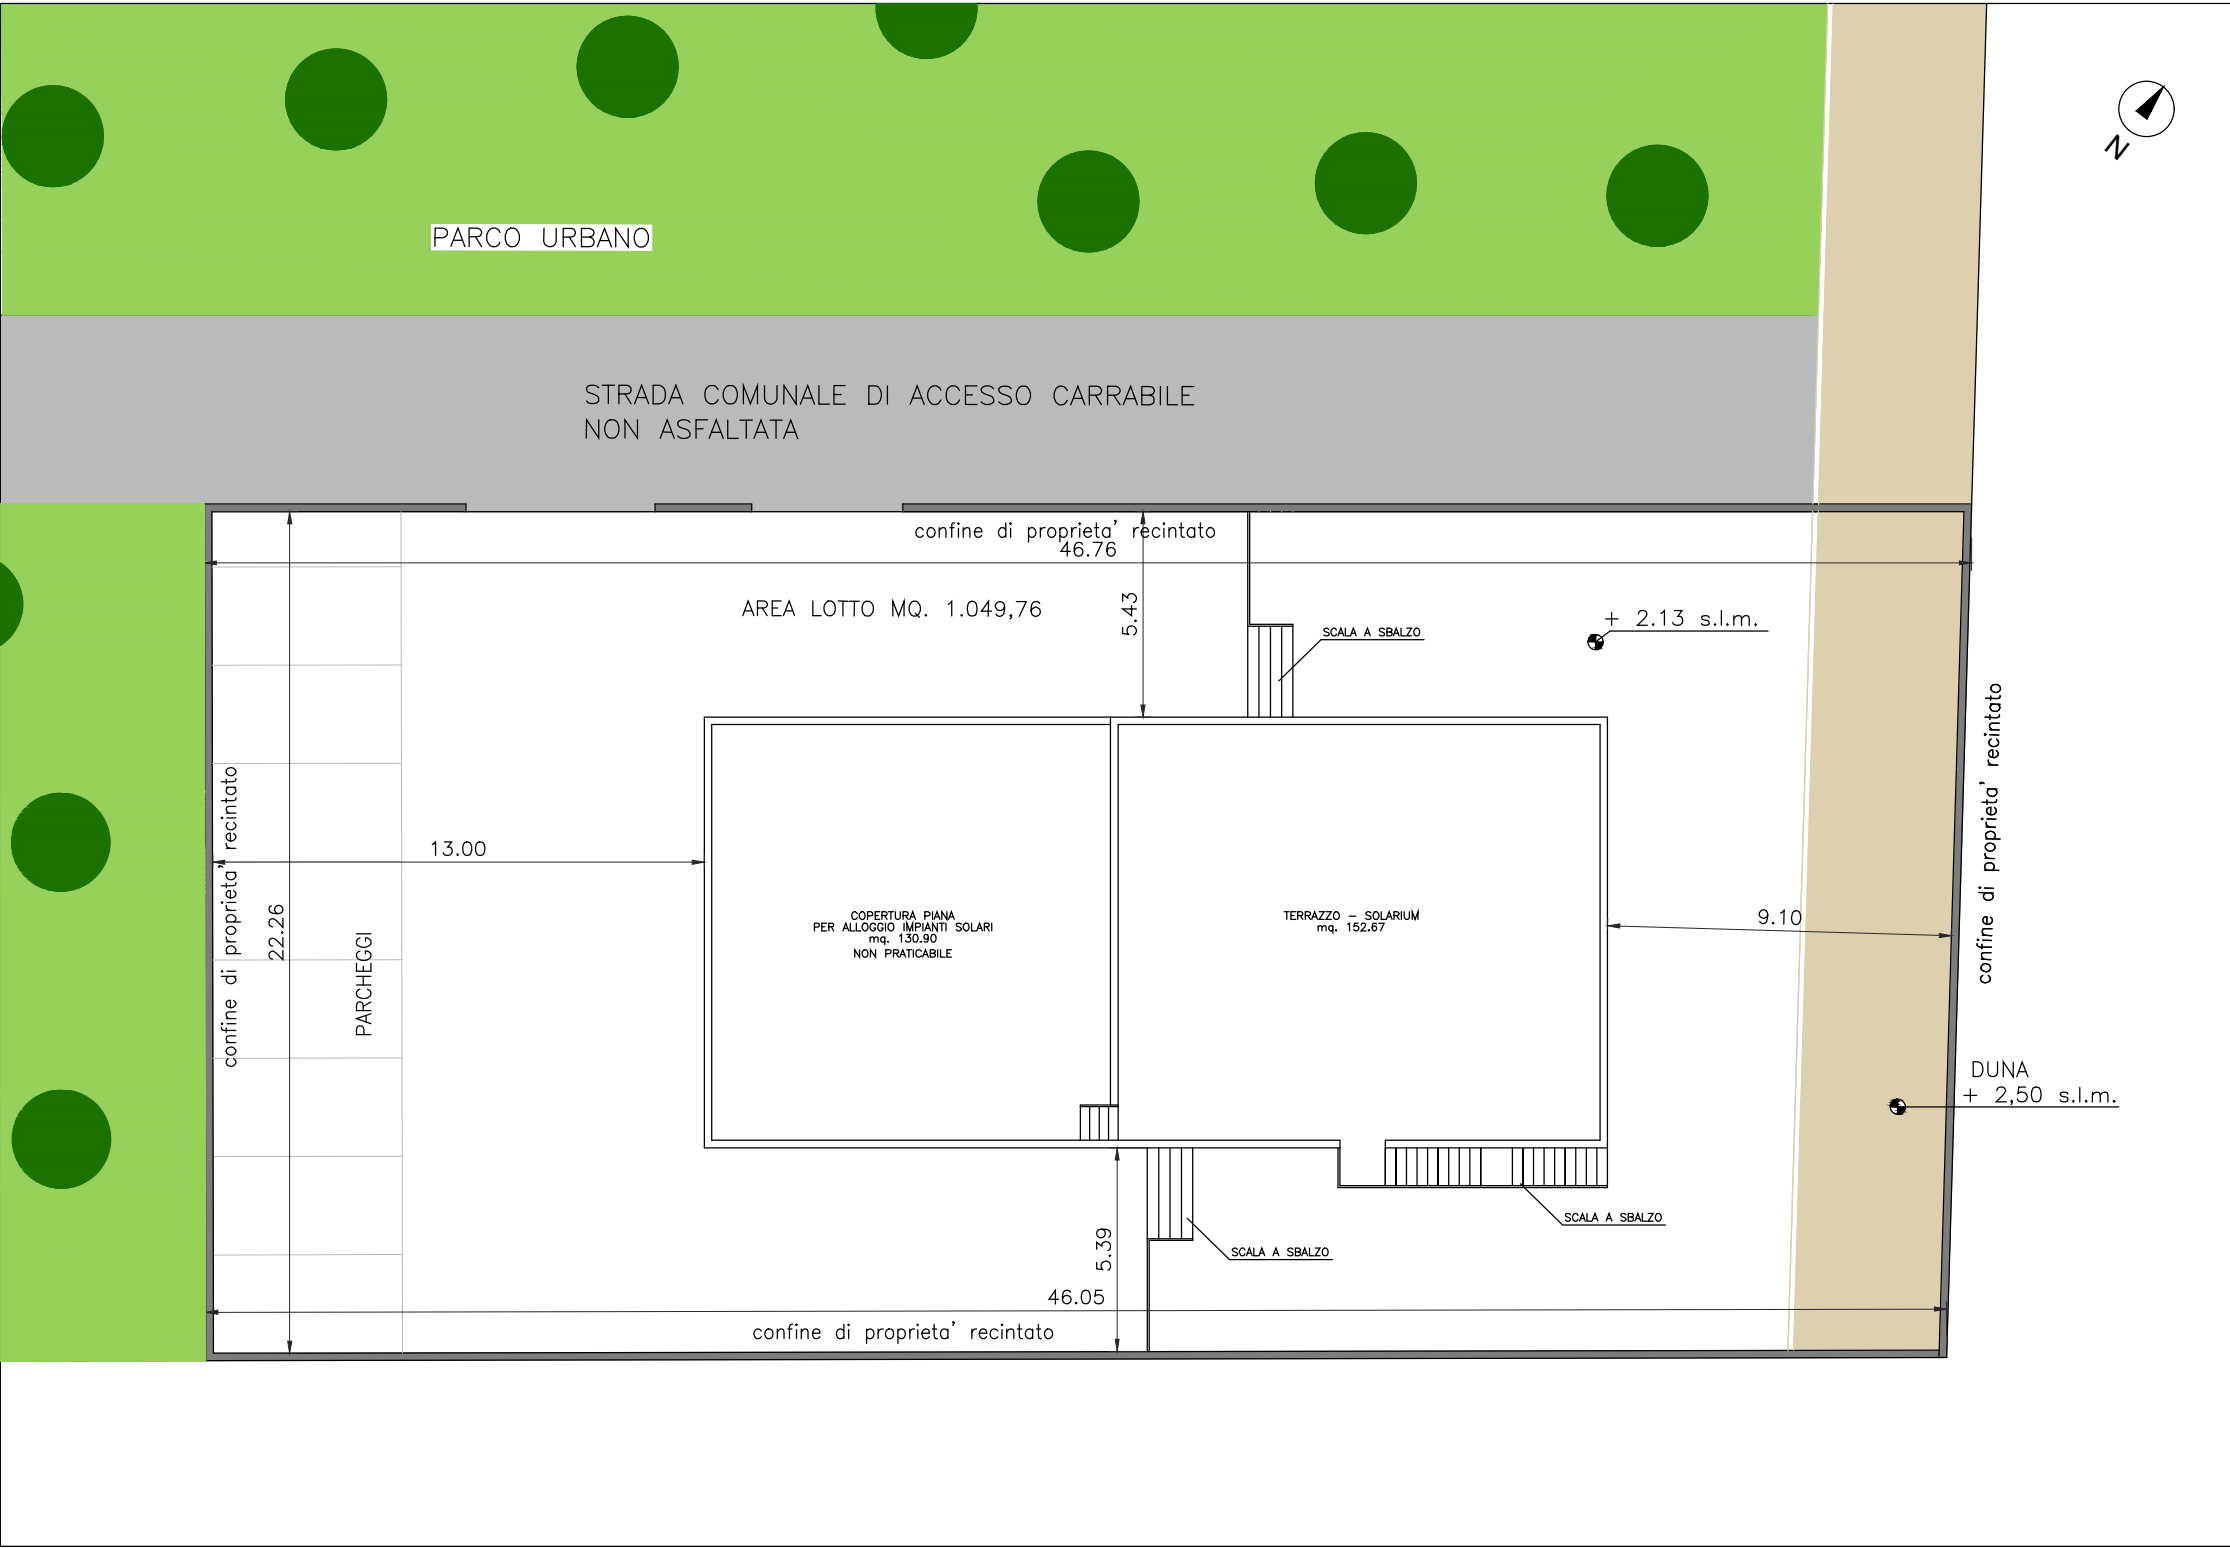 N
PARCO URBANO
STRADA COMUNALE DI ACCESSO CARRABILE
NON ASFALTATA
confine di proprieta' recintato
46.76
AREA LOTTO MQ. 1.049,76
5.43
SCALA A SBALZO
+ 2.13 s.l.m.
confine di proprieta' recintato
confine di proprieta' recintato
13.00
22.26
PARCHEGGI
COPERTURA PIANA
PER ALLOGGIO IMPIANTI SOLARI
mq. 130.90
NON PRATICABILE
TERRAZZO – SOLARIUM
mq. 152.67
9.10
DUNA
+ 2,50 s.l.m.
SCALA A SBALZO
SCALA A SBALZO
5.39
46.05
confine di proprieta' recintato